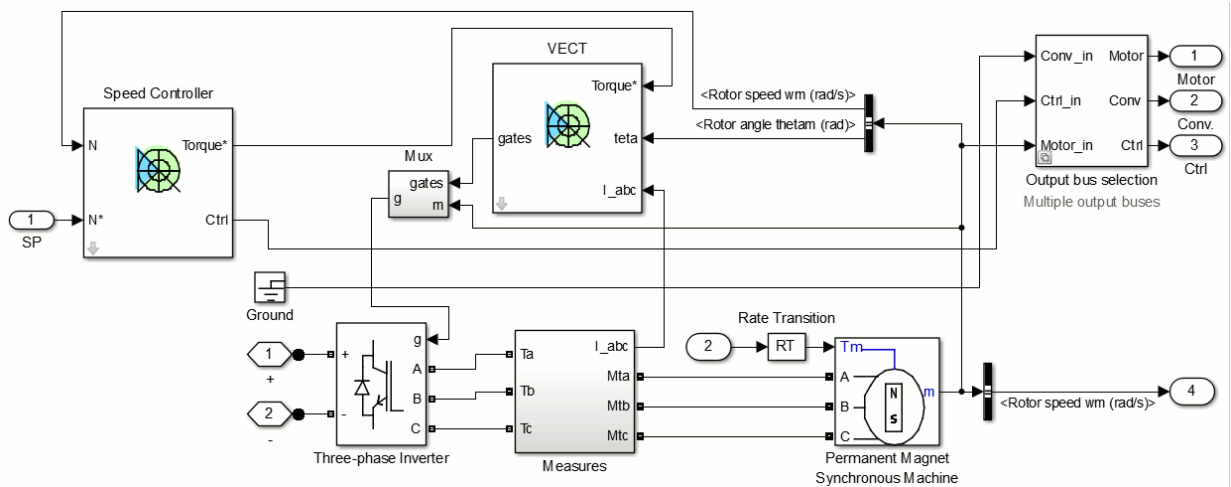 VECT
Speed Controller
N
Torque*
N*
Ctrl
1
SP
Torque*
gates
teta
I_abc
Mux
gates
g
m
<Rotor speed wm (rad/s)>
<Rotor angle thetam (rad)>
Conv_in
Motor
Ctrl_in
Conv
Motor_in
Ctrl
Output bus selection
Multiple output buses
1
Motor
2
Conv.
3
Ctrl
Ground
1
+
2
-
+
-
g
A
B
C
Three-phase Inverter
I_abc
Ta
Mta
Tb
Mtb
Tc
Mtc
Measures
Rate Transition
2
RT
Tm
A
B
C
N
S
m
Permanent Magnet
Synchronous Machine
<Rotor speed wm (rad/s)>
4